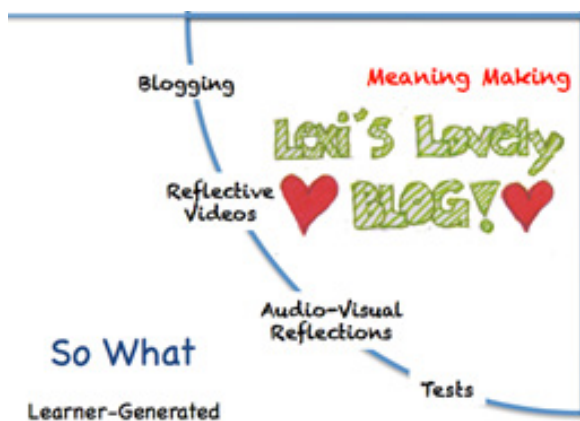 Blogging
Meaning Making
Lexi's Lovely
BLOG!
Reflective
Videos
Audio-Visual
Reflections
So What
Tests
Learner-Generated